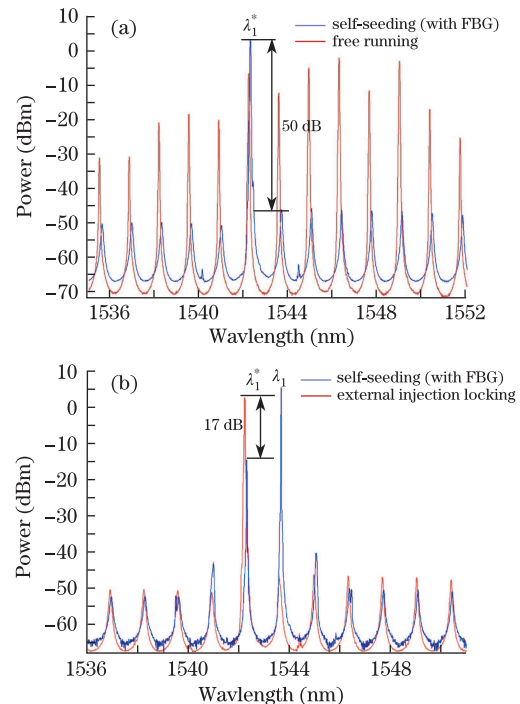 (a)
λ₁*
self-seeding (with FBG)
free running
10
0
−10
−20
−30
−40
−50
−60
−70
Power (dBm)
50 dB
1536
1540
1544
1548
1552
Wavlength (nm)
(b)
λ₁* λ₁
self-seeding (with FBG)
external injection locking
10
0
−10
−20
−30
−40
−50
−60
Power (dBm)
17 dB
1536
1540
1544
1548
Wavlength (nm)